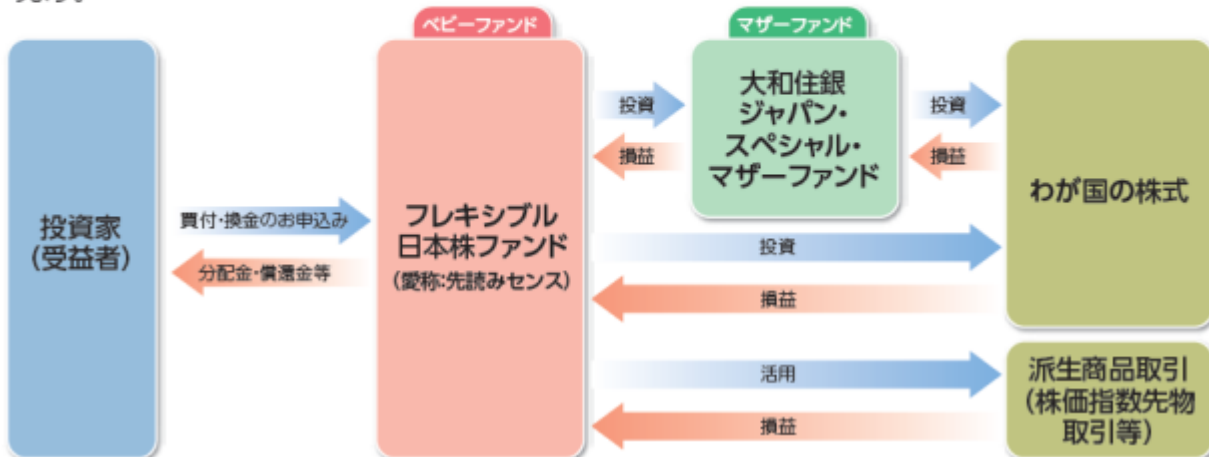 ベビーファンド
マザーファンド
投資家
(受益者)
買付・換金のお申込み
分配金・償還金等
フレキシブル
日本株ファンド
(愛称:先読みセンス)
投資
損益
大和住銀
ジャパン・
スペシャル・
マザーファンド
投資
損益
わが国の株式
投資
損益
活用
損益
派生商品取引
(株価指数先物
取引等)